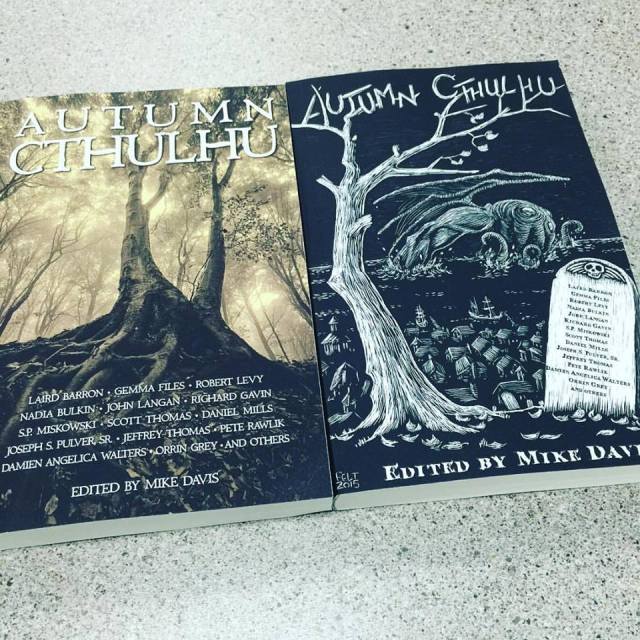 AUTUMN
CTHULHU
LAIRD BARRON • GEMMA FILES • ROBERT LEVY
NADIA BULKIN • JOHN LANGAN • RICHARD GAVIN
S.P. MISKOWSKI • SCOTT THOMAS • DANIEL MILLS
JOSEPH S. PULVER, SR. • JEFFREY THOMAS • PETE RAWLIK
DAMIEN ANGELICA WALTERS • ORRIN GREY • AND OTHERS
EDITED BY MIKE DAVIS
AUTUMN CTHULHU
LAIRD BARRON
GEMMA FILES
ROBERT LEVY
NADIA BULKIN
JOHN LANGAN
RICHARD GAVIN
S.P. MISKOWSKI
SCOTT THOMAS
DANIEL MILLS
JOSEPH S. PULVER, SR.
JEFFREY THOMAS
PETE RAWLIK
DAMIEN ANGELICA WALTERS
ORRIN GREY
AND OTHERS
FELT
2015
EDITED BY MIKE DAVI